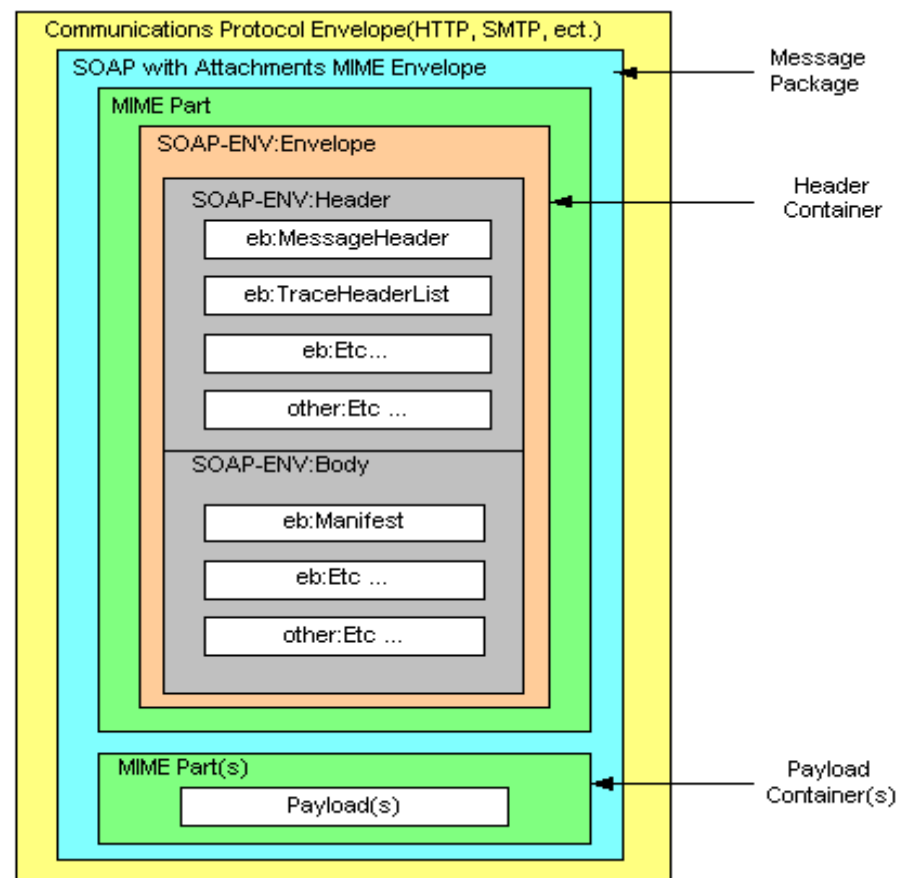 Communications Protocol Envelope(HTTP, SMTP, ect.)
SOAP with Attachments MIME Envelope
Message
Package
MIME Part
SOAP-ENV:Envelope
Header
Container
SOAP-ENV:Header
eb:MessageHeader
eb:TraceHeaderList
eb:Etc...
other:Etc ...
SOAP-ENV:Body
eb:Manifest
eb:Etc ...
other:Etc ...
MIME Part(s)
Payload(s)
Payload
Container(s)